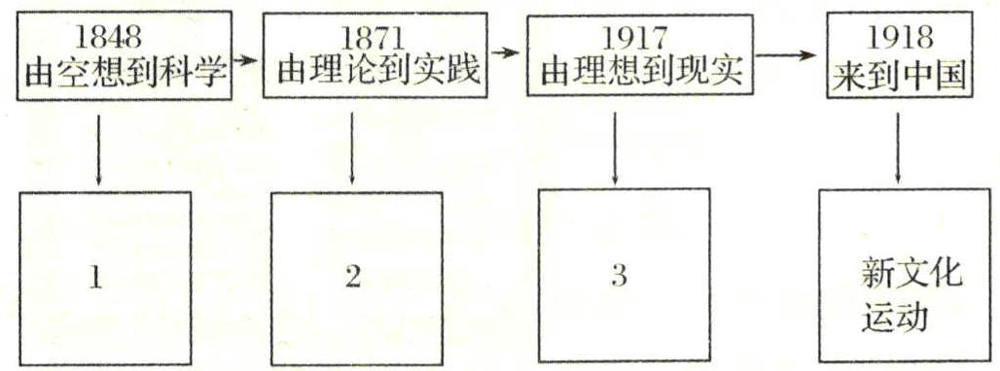 1848
由空想到科学
1871
由理论到实践
1917
由理想到现实
1918
来到中国
1
2
3
新文化
运动